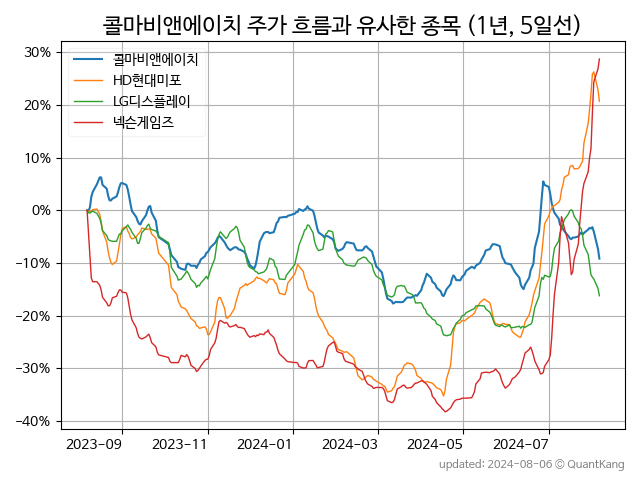 콜마비앤에이치 주가 흐름과 유사한 종목 (1년, 5일선)
콜마비앤에이치
HD현대미포
LG디스플레이
넥슨게임즈
30%
20%
10%
0%
−10%
−20%
−30%
−40%
2023-09 2023-11 2024-01 2024-03 2024-05 2024-07
updated: 2024-08-06 © QuantKang